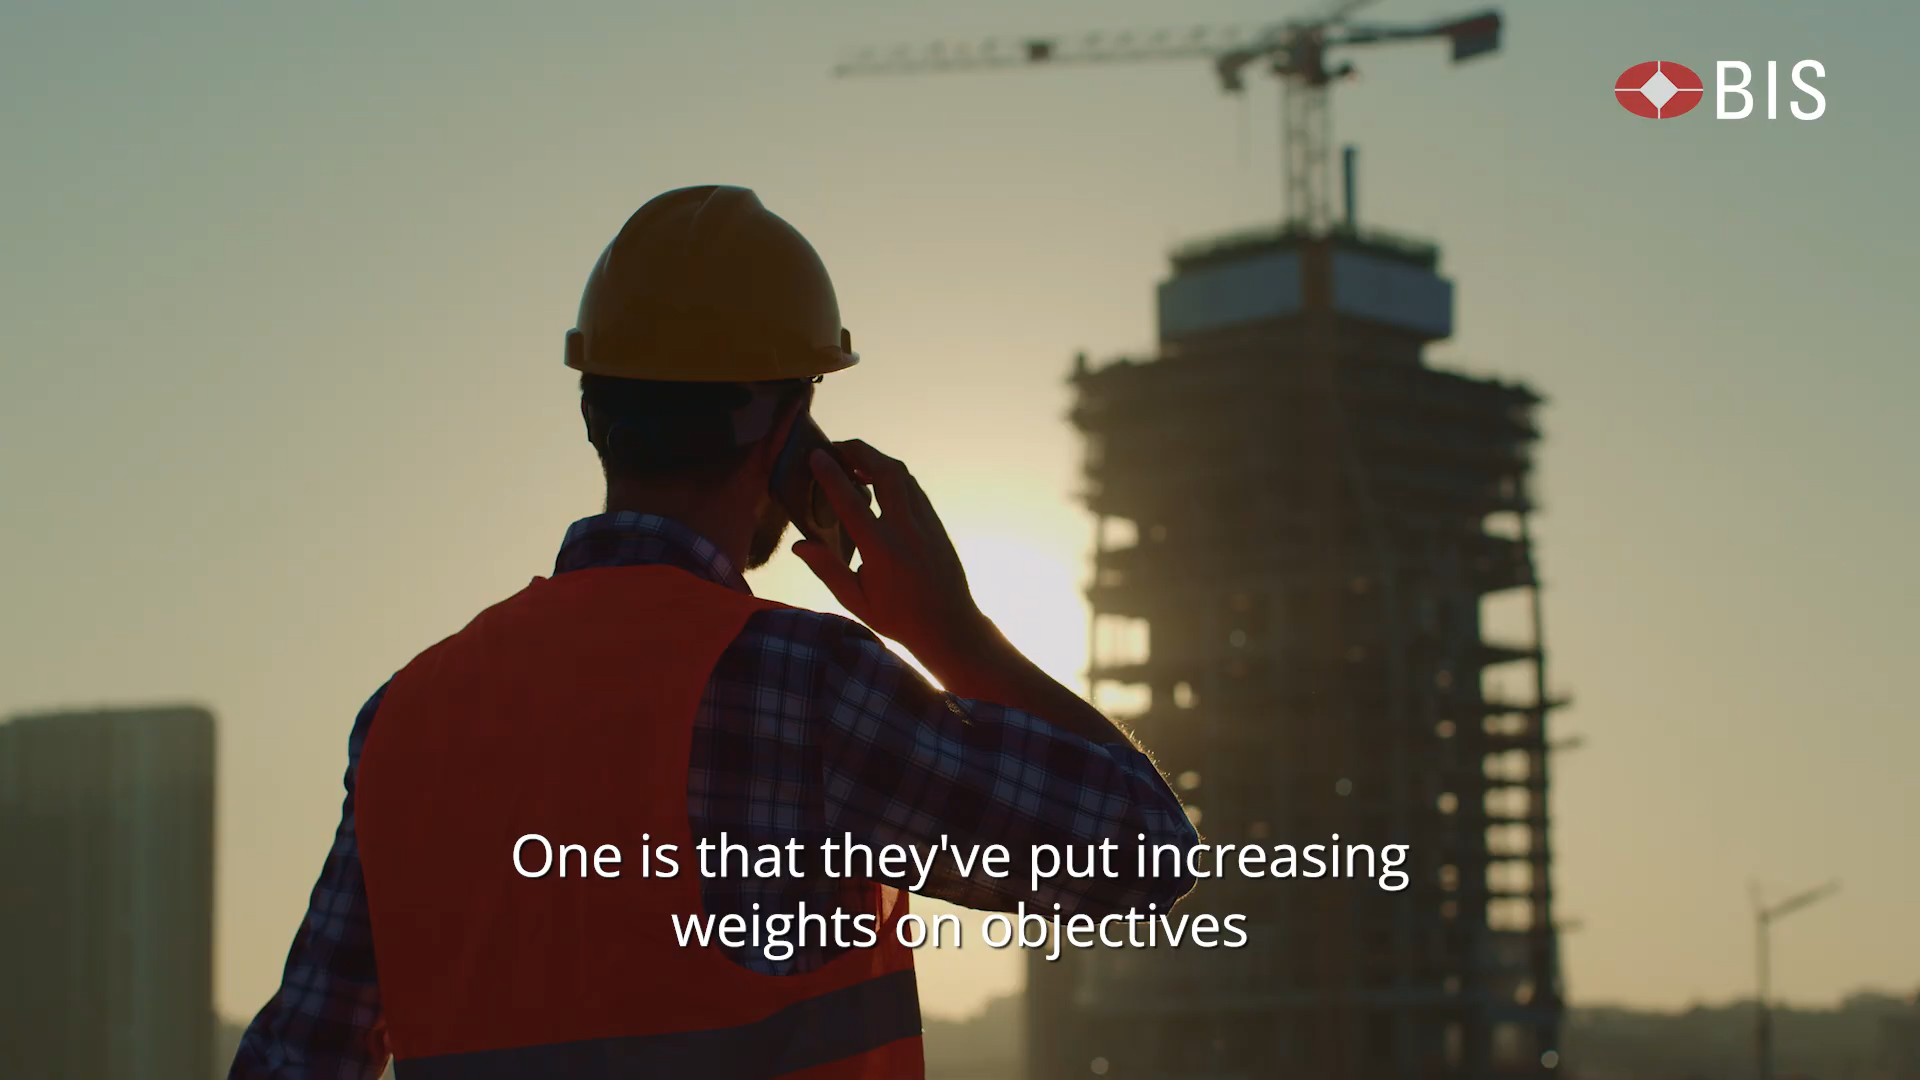 BIS
One is that they've put increasing
weights on objectives